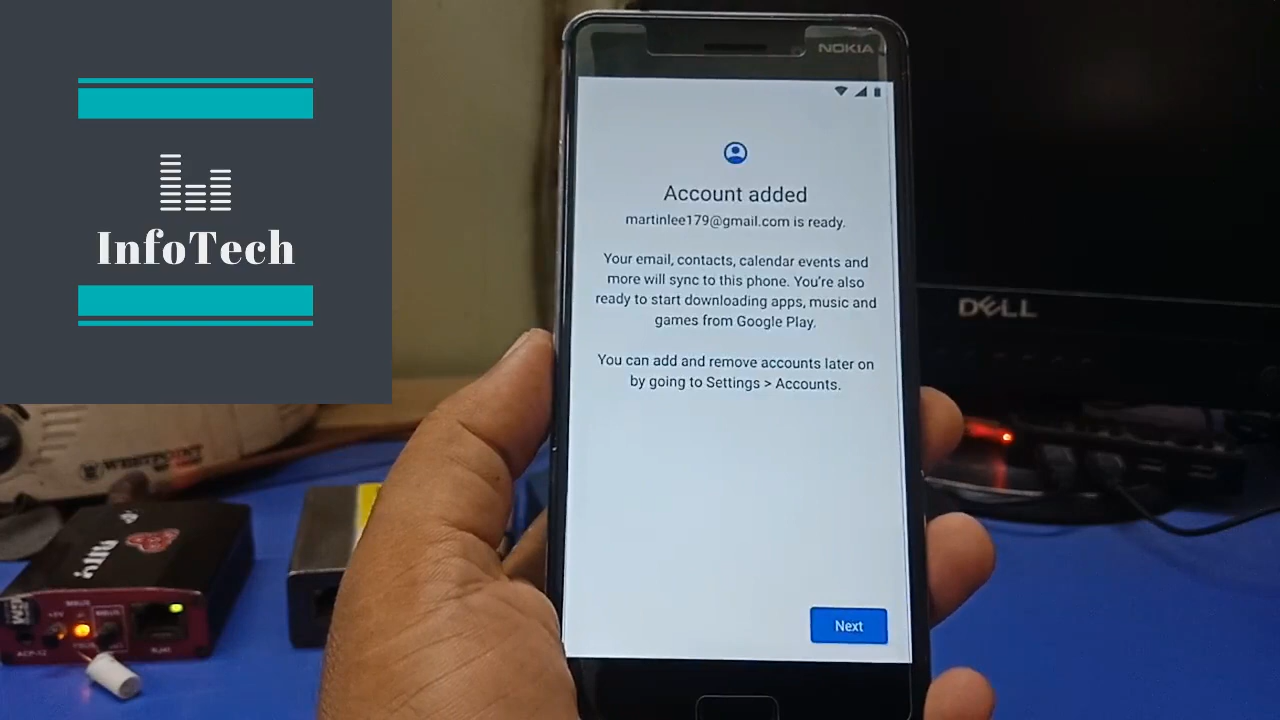 InfoTech
NOKIA
Account added
martinlee179@gmail.com is ready.
Your email, contacts, calendar events and
more will sync to this phone. You're also
ready to start downloading apps, music and
games from Google Play.
You can add and remove accounts later on
by going to Settings > Accounts.
Next
DELL
WESTPOINT
RJ45